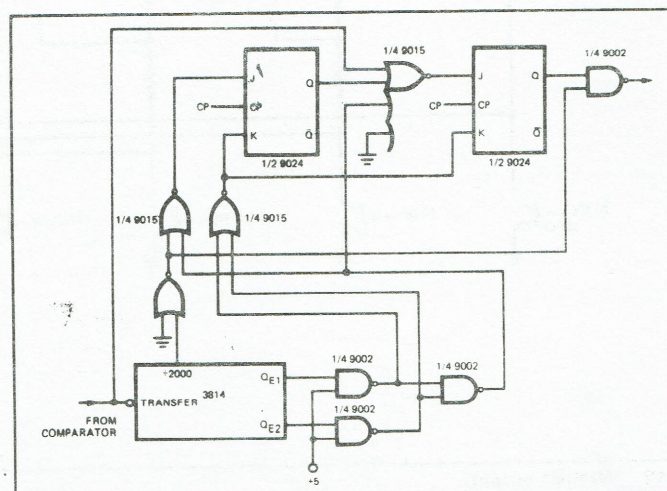 1/4 9015
1/4 9002
J
Q
CP
CP
K
Q̄
1/2 9024
J
Q
CP
CP
K
Q̄
1/2 9024
1/4 9015
1/4 9015
÷2000
3814
TRANSFER
QE1
QE2
FROM
COMPARATOR
1/4 9002
1/4 9002
1/4 9002
+5